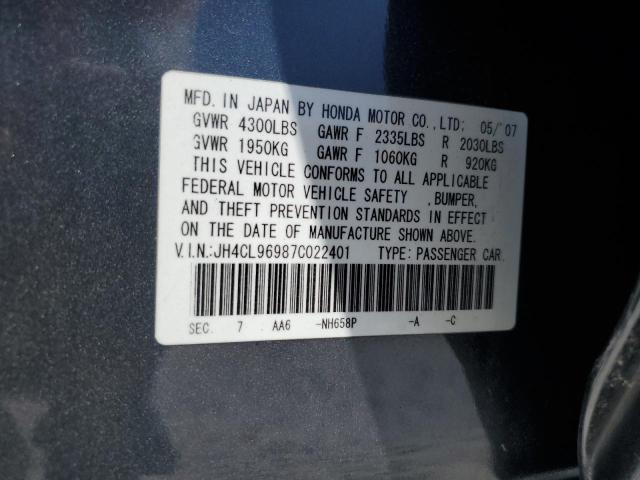 MFD. IN JAPAN BY HONDA MOTOR CO.,LTD: 05/'07
GVWR 4300LBS GAWR F 2335LBS R 2030LBS
GVWR 1950KG GAWR F 1060KG R 920KG
THIS VEHICLE CONFORMS TO ALL APPLICABLE
FEDERAL MOTOR VEHICLE SAFETY ,BUMPER,
AND THEFT PREVENTION STANDARDS IN EFFECT
ON THE DATE OF MANUFACTURE SHOWN ABOVE.
V.I.N.:JH4CL96987C022401 TYPE: PASSENGER CAR.
SEC. 7 AA6 -NH658P -A -C